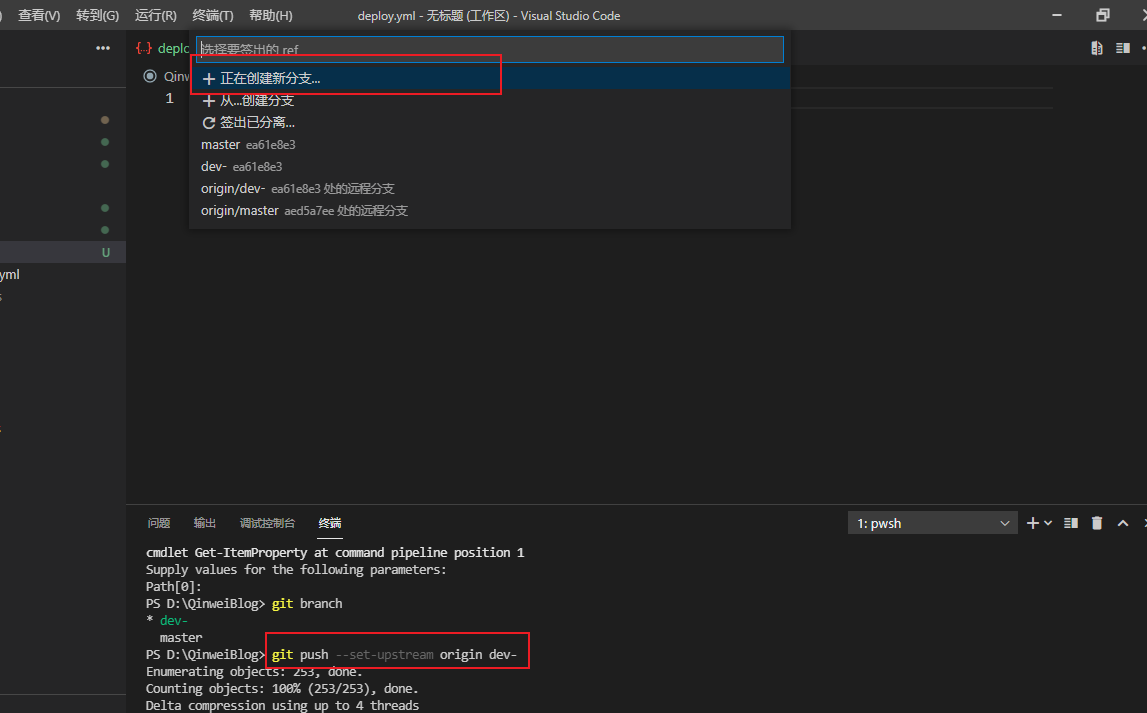 ) 查看(V) 转到(G) 运行(R) 终端(T) 帮助(H) deploy.yml - 无标题 (工作区) - Visual Studio Code
{.} deplo
选择要签出的 ref
Qinw
正在创建新分支...
1
从...创建分支
签出已分离...
master ea61e8e3
dev- ea61e8e3
origin/dev- ea61e8e3 处的远程分支
origin/master aed5a7ee 处的远程分支
U
yml
问题 输出 调试控制台 终端 1: pwsh
cmdlet Get-ItemProperty at command pipeline position 1
Supply values for the following parameters:
Path[0]:
PS D:\QinweiBlog> git branch
* dev-
master
PS D:\QinweiBlog> git push --set-upstream origin dev-
Enumerating objects: 253, done.
Counting objects: 100% (253/253), done.
Delta compression using up to 4 threads